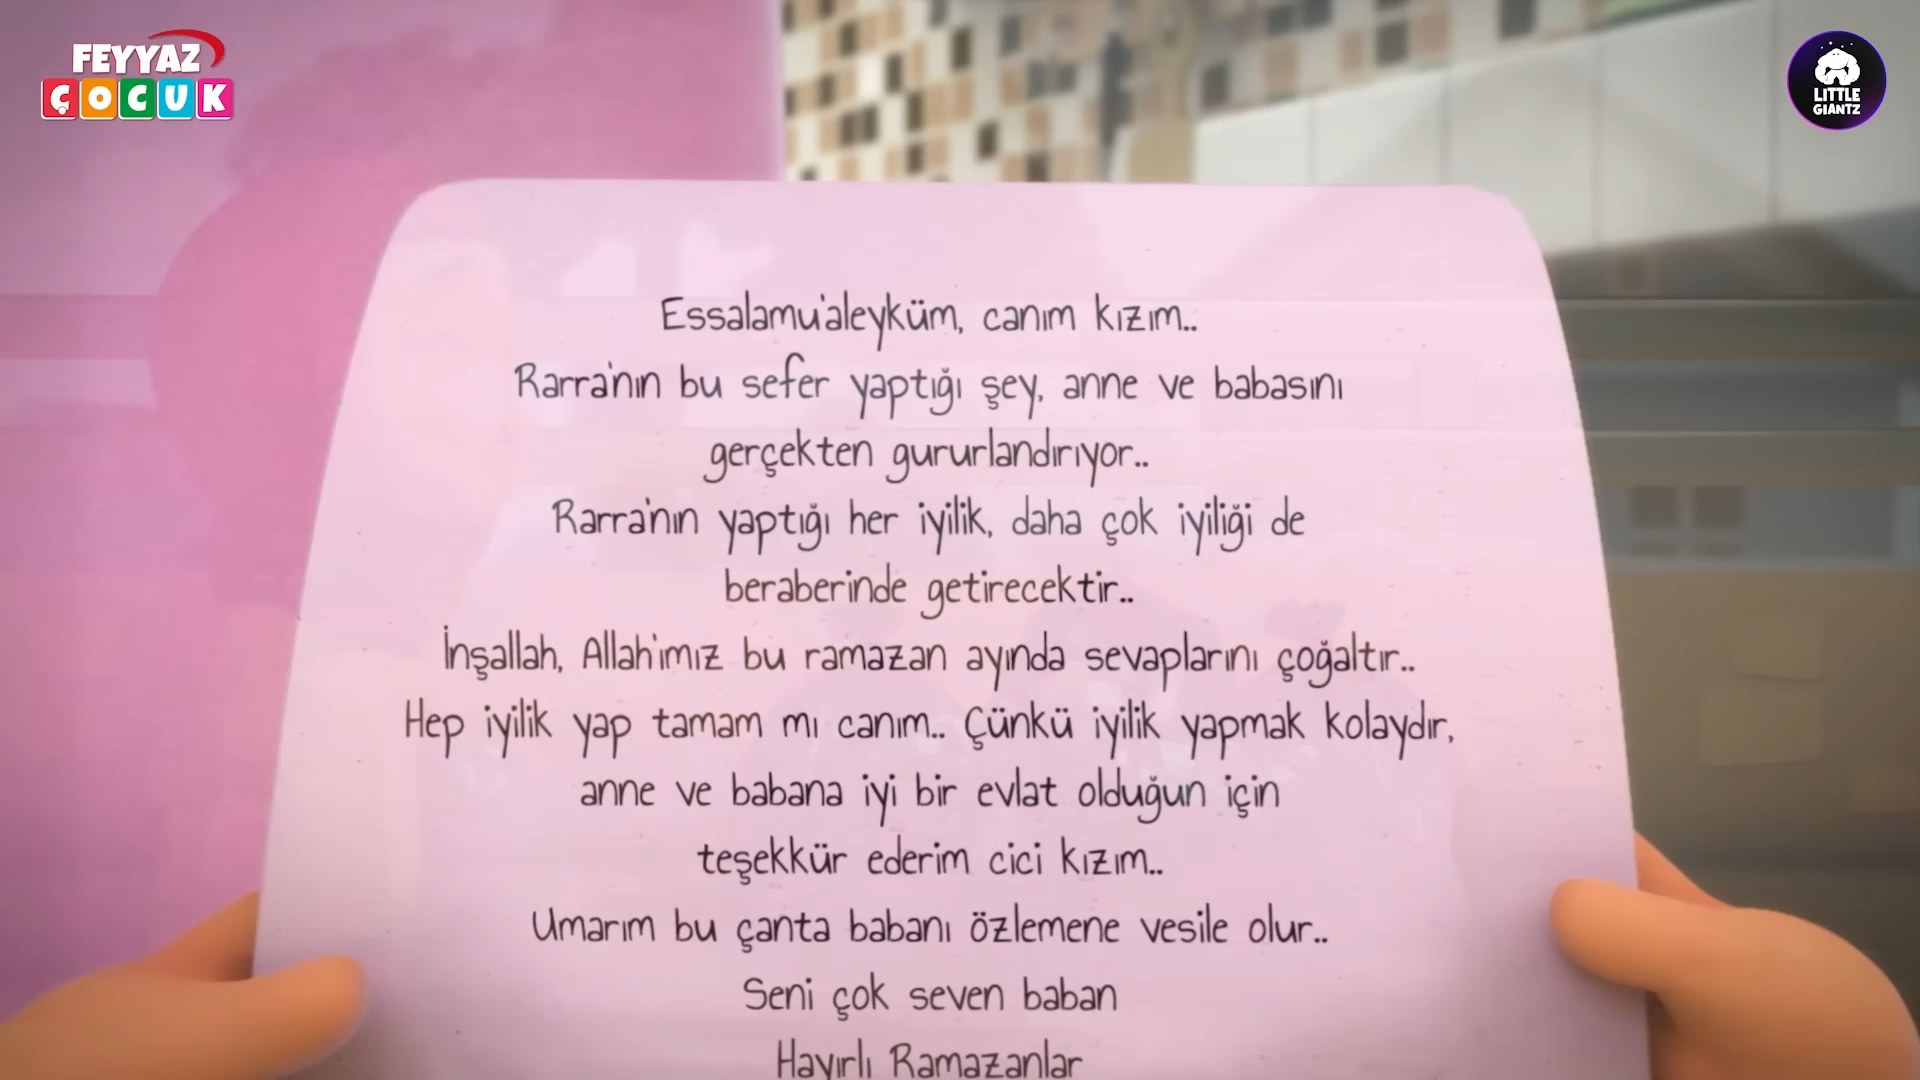 FEYYAZ
ÇOCUK
LITTLE
GIANTZ
Essalamu'aleyküm, canım kızım..
Rarra'nın bu sefer yaptığı şey, anne ve babasını
gerçekten gururlandırıyor..
Rarra'nın yaptığı her iyilik, daha çok iyiliği de
beraberinde getirecektir..
İnşallah, Allah'ımız bu ramazan ayında sevaplarını çoğaltır..
Hep iyilik yap tamam mı canım.. Çünkü iyilik yapmak kolaydır,
anne ve babana iyi bir evlat olduğun için
teşekkür ederim cici kızım..
Umarım bu çanta babanı özlemene vesile olur..
Seni çok seven baban
Hayırlı Ramazanlar